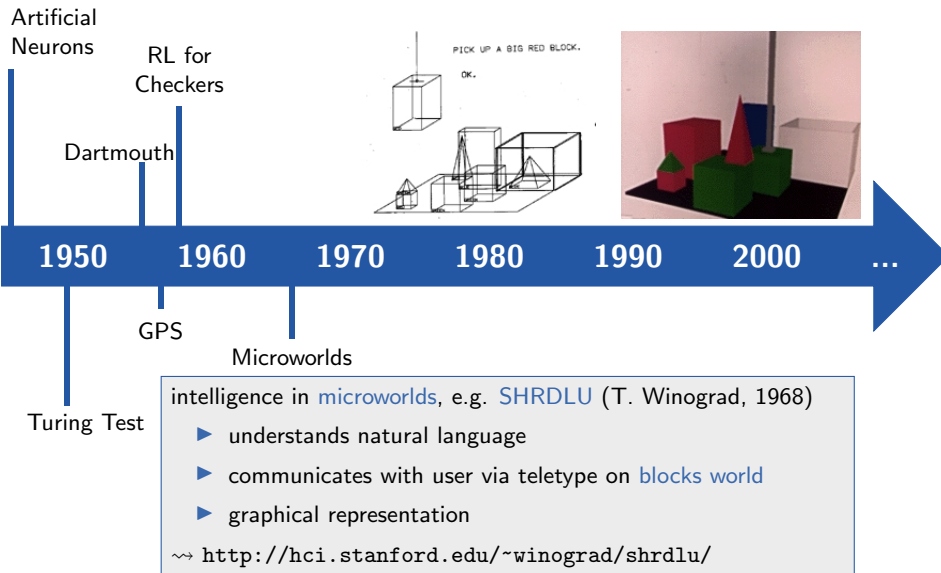 Artificial
Neurons
RL for
Checkers
Dartmouth
PICK UP A BIG RED BLOCK.
OK.
1950 1960 1970 1980 1990 2000 ...
GPS
Microworlds
Turing Test
intelligence in microworlds, e.g. SHRDLU (T. Winograd, 1968)
▶ understands natural language
▶ communicates with user via teletype on blocks world
▶ graphical representation
⇝ http://hci.stanford.edu/~winograd/shrdlu/